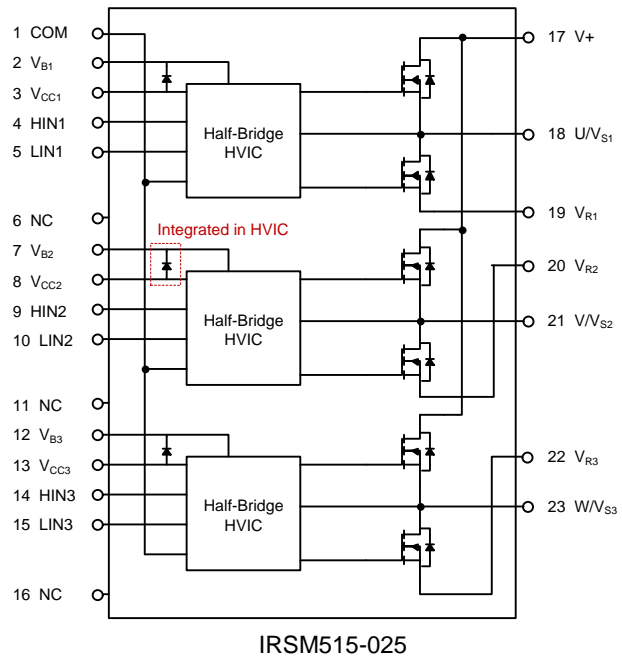 1 COM
2 VB1
3 VCC1
4 HIN1
5 LIN1
6 NC
7 VB2
8 VCC2
9 HIN2
10 LIN2
11 NC
12 VB3
13 VCC3
14 HIN3
15 LIN3
16 NC
Half-Bridge
HVIC
Integrated in HVIC
Half-Bridge
HVIC
Half-Bridge
HVIC
17 V+
18 U/VS1
19 VR1
20 VR2
21 V/VS2
22 VR3
23 W/VS3
IRSM515-025